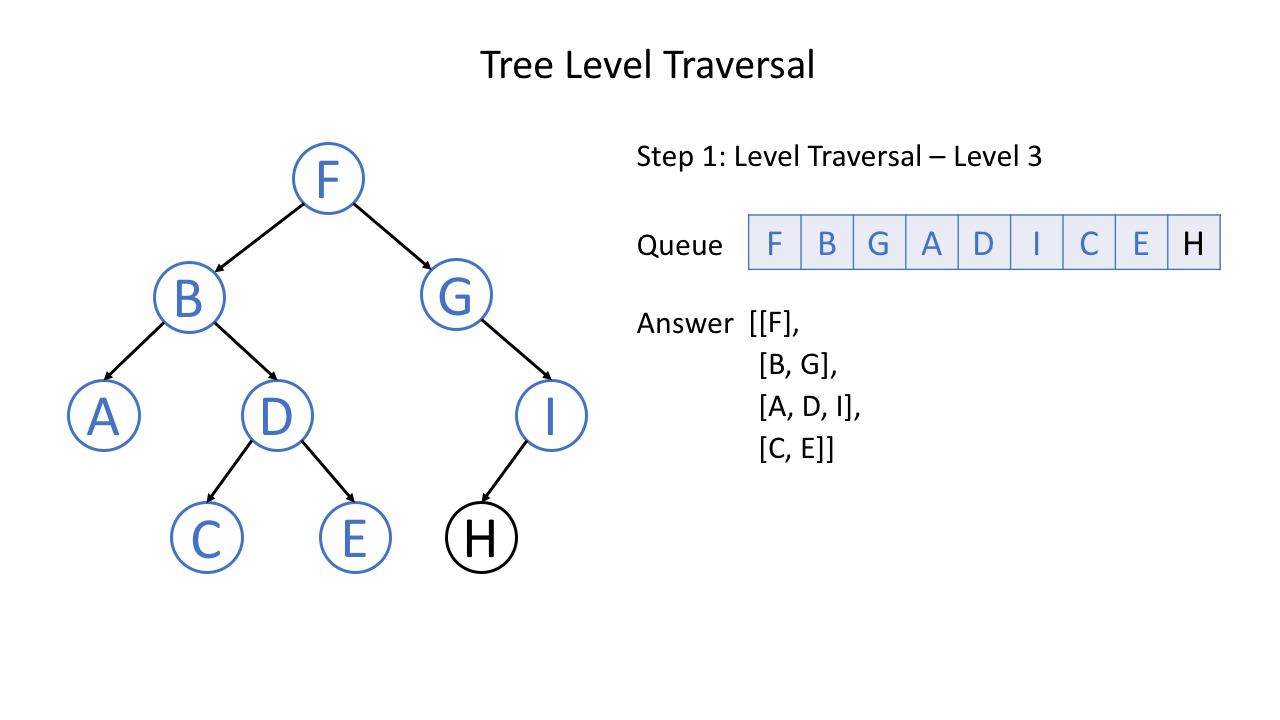 Tree Level Traversal
Step 1: Level Traversal – Level 3
F
Queue F B G A D I C E H
B G
Answer [[F],
[B, G],
A D I
[A, D, I],
[C, E]]
C E H